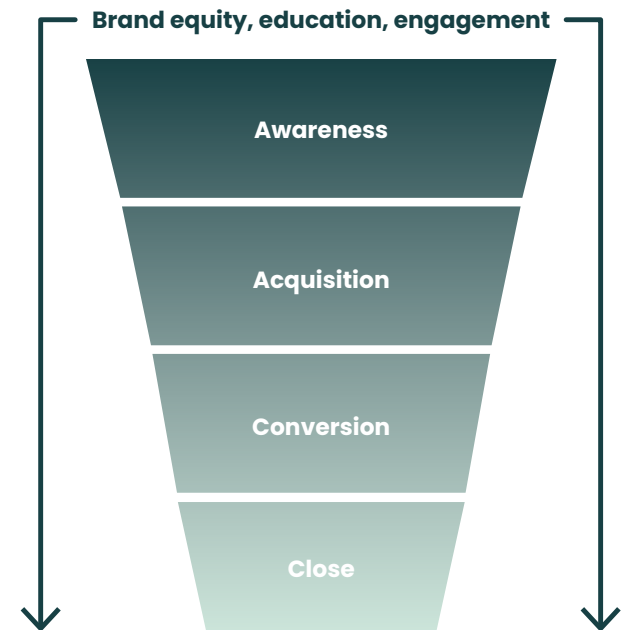 Brand equity, education, engagement
Awareness
Acquisition
Conversion
Close